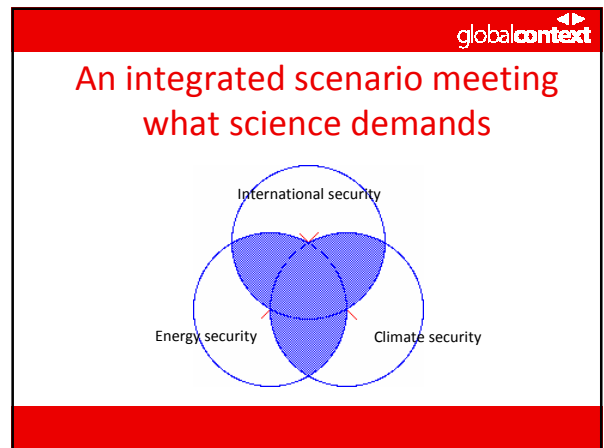 globalcontext
An integrated scenario meeting
what science demands
International security
Energy security
Climate security